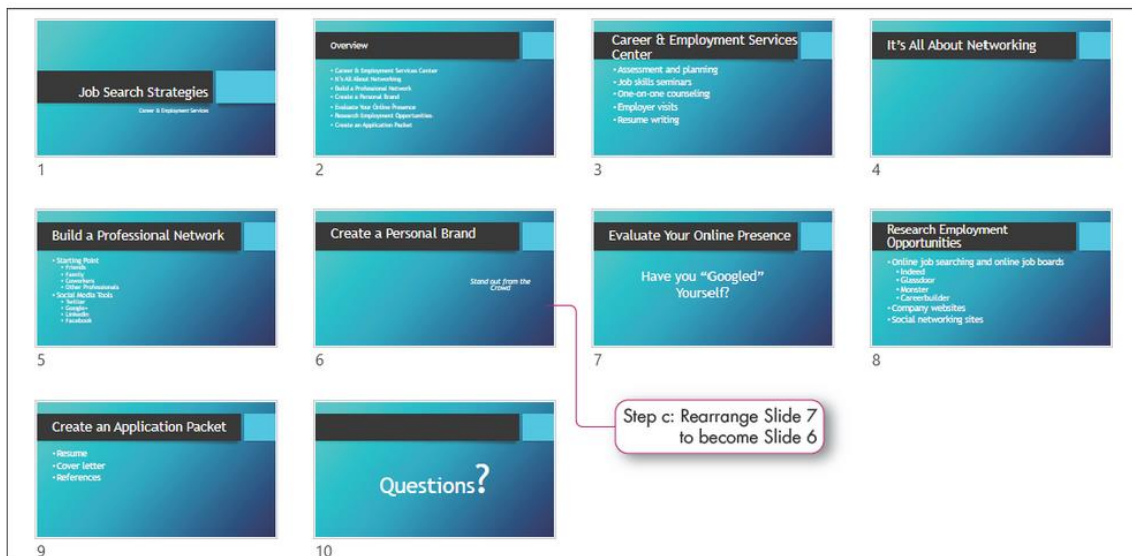 Job Search Strategies
Career & Employment Services
1
Overview
• Career & Employment Services Center
• It's All About Networking
• Build a Professional Network
• Create a Personal Brand
• Evaluate Your Online Presence
• Research Employment Opportunities
• Create an Application Packet
2
Career & Employment Services
Center
• Assessment and planning
• Job skills seminars
• One-on-one counseling
• Employer visits
• Resume writing
3
It's All About Networking
4
Build a Professional Network
• Starting Point
• Friends
• Family
• Coworkers
• Other Professionals
• Social Media Tools
• Twitter
• Google+
• LinkedIn
• Facebook
5
Create a Personal Brand
Stand out from the
Crowd
6
Evaluate Your Online Presence
Have you “Googled”
Yourself?
7
Research Employment
Opportunities
• Online job searching and online job boards
• Indeed
• Glassdoor
• Monster
• Careerbuilder
• Company websites
• Social networking sites
8
Step c: Rearrange Slide 7
to become Slide 6
Create an Application Packet
• Resume
• Cover letter
• References
9
Questions?
10